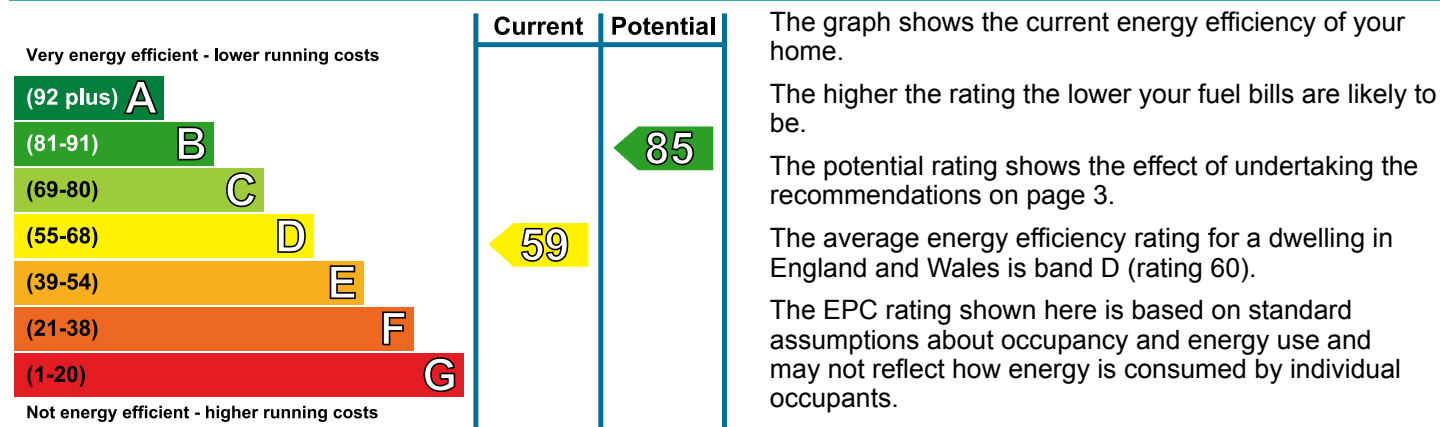 Current Potential
Very energy efficient - lower running costs
(92 plus) A
(81-91) B
85
(69-80) C
(55-68) D
59
(39-54) E
(21-38) F
(1-20) G
Not energy efficient - higher running costs
The graph shows the current energy efficiency of your
home.
The higher the rating the lower your fuel bills are likely to
be.
The potential rating shows the effect of undertaking the
recommendations on page 3.
The average energy efficiency rating for a dwelling in
England and Wales is band D (rating 60).
The EPC rating shown here is based on standard
assumptions about occupancy and energy use and
may not reflect how energy is consumed by individual
occupants.